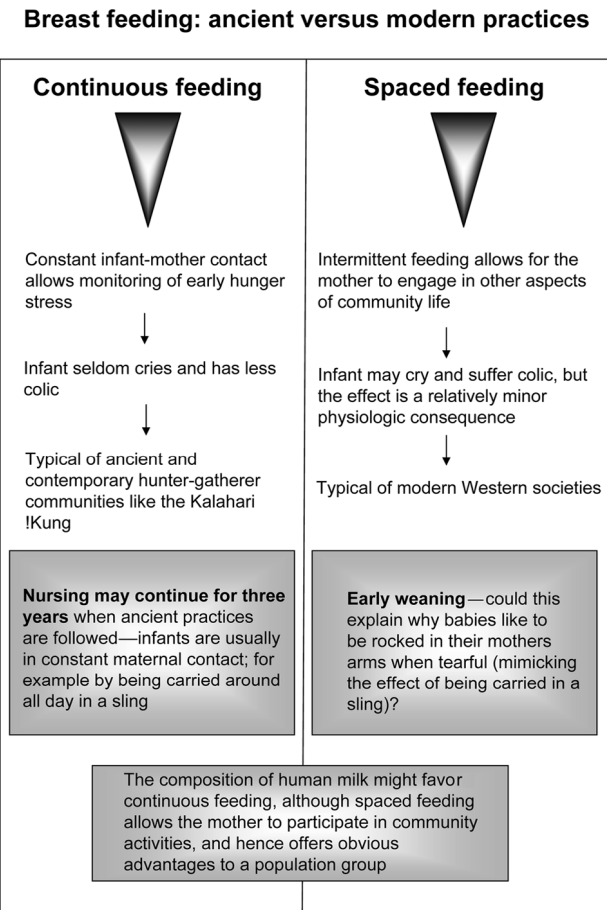 Breast feeding: ancient versus modern practices
Continuous feeding
Constant infant-mother contact
allows monitoring of early hunger
stress
Infant seldom cries and has less
colic
Typical of ancient and
contemporary hunter-gatherer
communities like the Kalahari
!Kung
Nursing may continue for three
years when ancient practices
are followed—infants are usually
in constant maternal contact; for
example by being carried around
all day in a sling
Spaced feeding
Intermittent feeding allows for the
mother to engage in other aspects
of community life
Infant may cry and suffer colic, but
the effect is a relatively minor
physiologic consequence
Typical of modern Western societies
Early weaning—could this
explain why babies like to
be rocked in their mothers
arms when tearful (mimicking
the effect of being carried in a
sling)?
The composition of human milk might favor
continuous feeding, although spaced feeding
allows the mother to participate in community
activities, and hence offers obvious
advantages to a population group